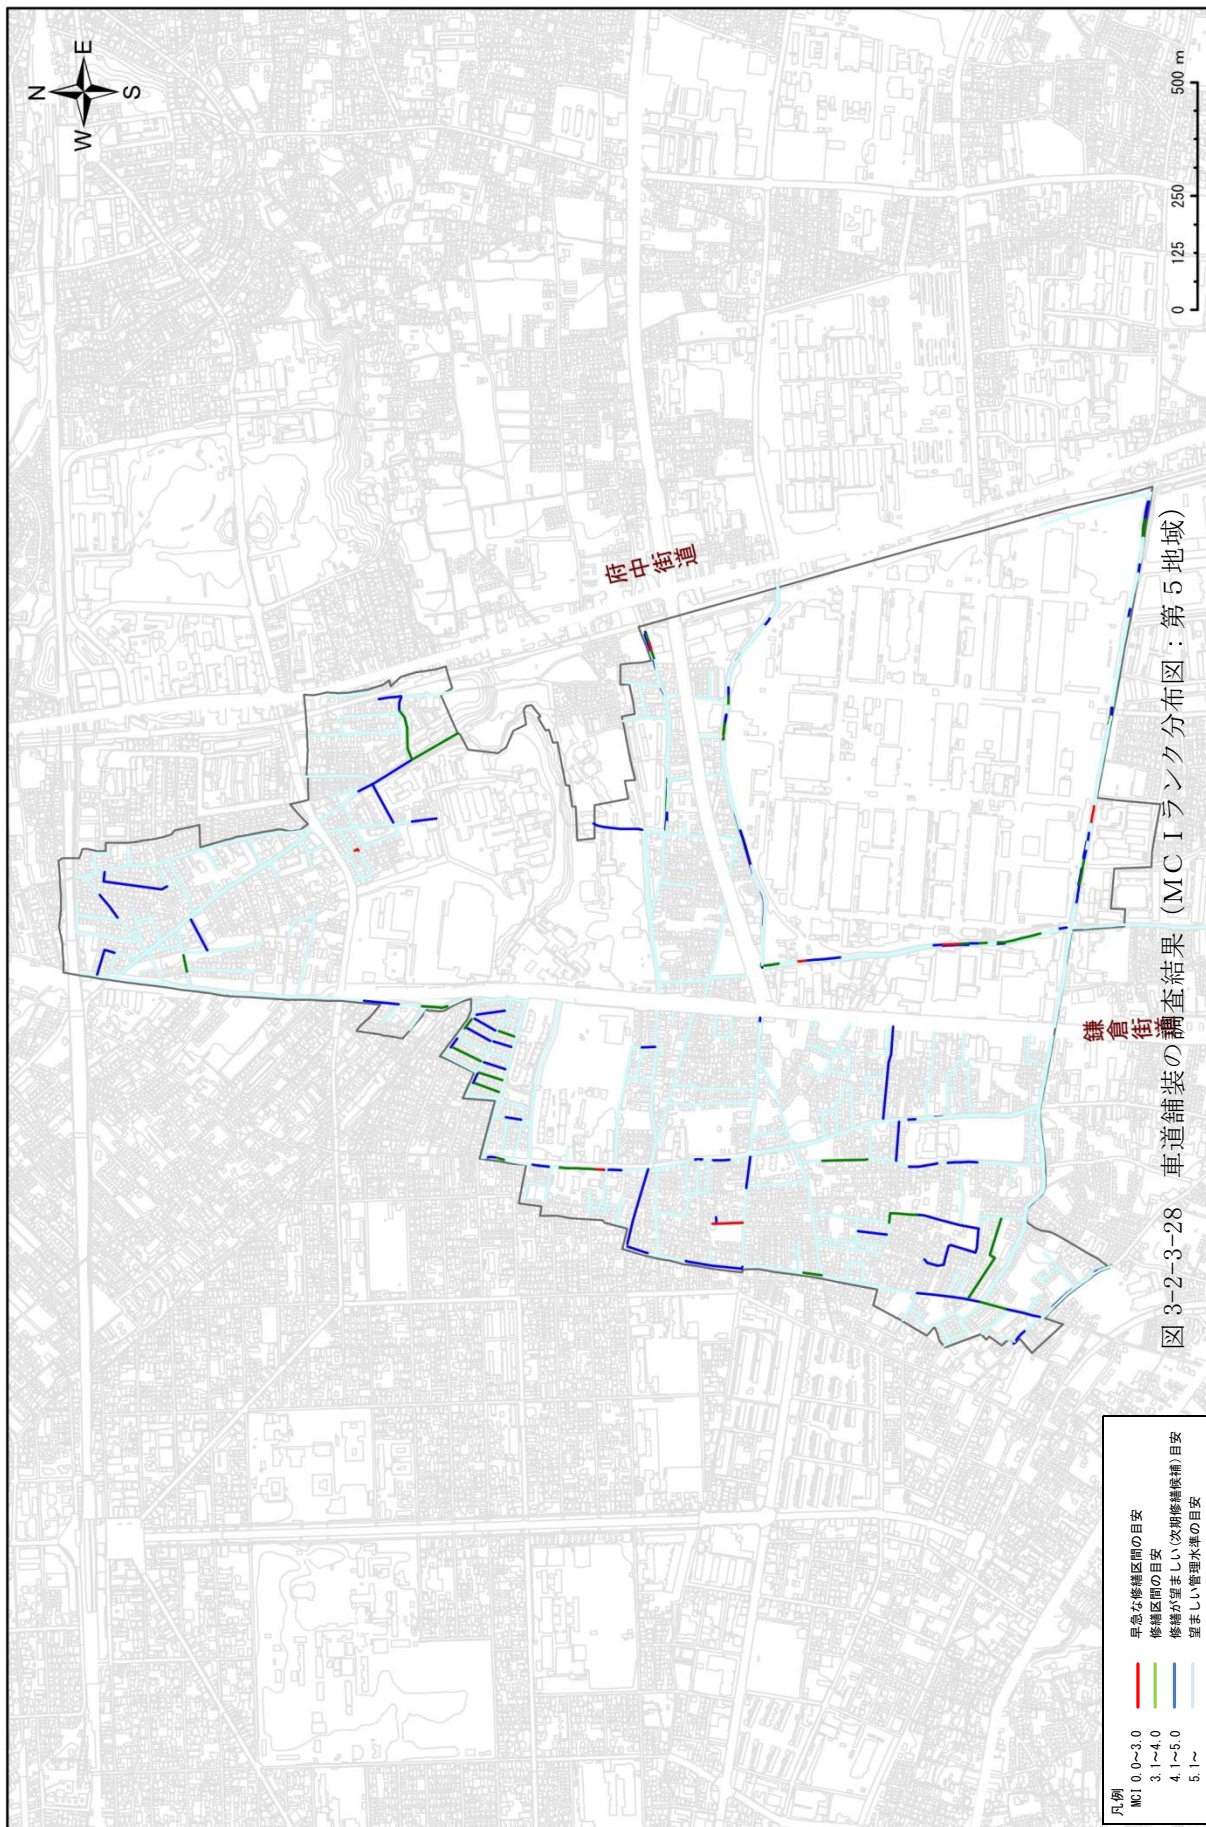 N
E
S
W
府中街道
鎌倉街道
0 125 250 500 m
凡例
MCI 0.0~3.0 早急な修繕区間の目安
3.1~4.0 修繕区間の目安
4.1~5.0 修繕が望ましい(次期修繕候補)目安
5.1~ 望ましい管理水準の目安
図 3-2-3-28 車道舗装の調査結果(MCIランク分布図:第5地域)